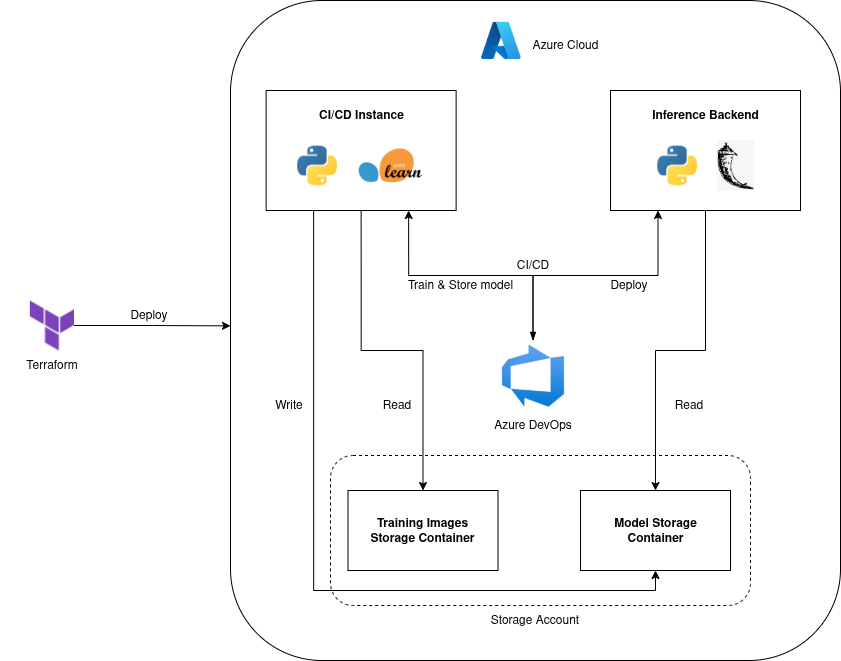 Azure Cloud
CI/CD Instance
learn
Inference Backend
CI/CD
Train & Store model
Deploy
Deploy
Terraform
Write
Read
Azure DevOps
Read
Training Images
Storage Container
Model Storage
Container
Storage Account